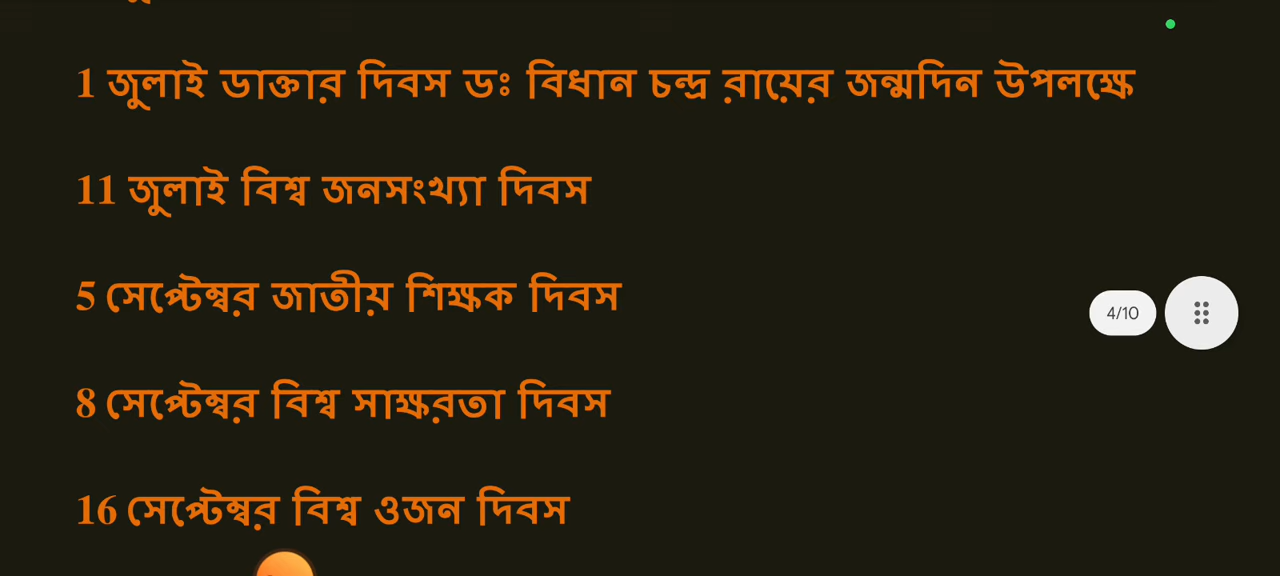 1 জুলাই ডাক্তার দিবস ডঃ বিধান চন্দ্র রায়ের জন্মদিন উপলক্ষে
11 জুলাই বিশ্ব জনসংখ্যা দিবস
5 সেপ্টেম্বর জাতীয় শিক্ষক দিবস
4/10
8 সেপ্টেম্বর বিশ্ব সাক্ষরতা দিবস
16 সেপ্টেম্বর বিশ্ব ওজন দিবস